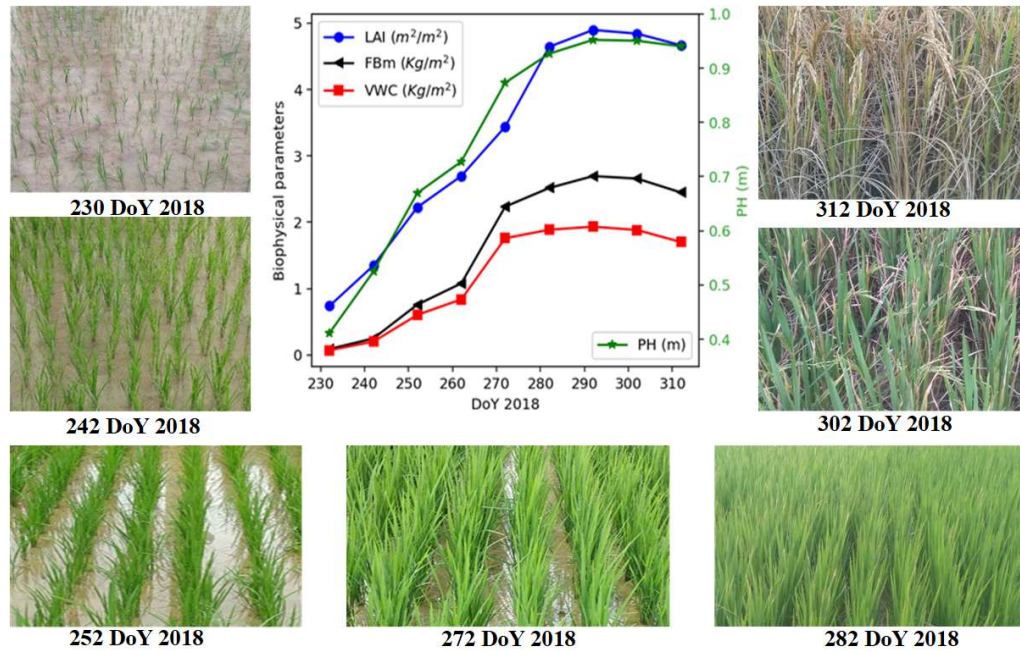 LAI (m²/m²)
FBm (Kg/m²)
VWC (Kg/m²)
PH (m)
Biophysical parameters
5
4
3
2
1
0
1.0
0.9
0.8
0.7
0.6
0.5
0.4
PH (m)
230 240 250 260 270 280 290 300 310
DoY 2018
230 DoY 2018
312 DoY 2018
242 DoY 2018
302 DoY 2018
252 DoY 2018
272 DoY 2018
282 DoY 2018